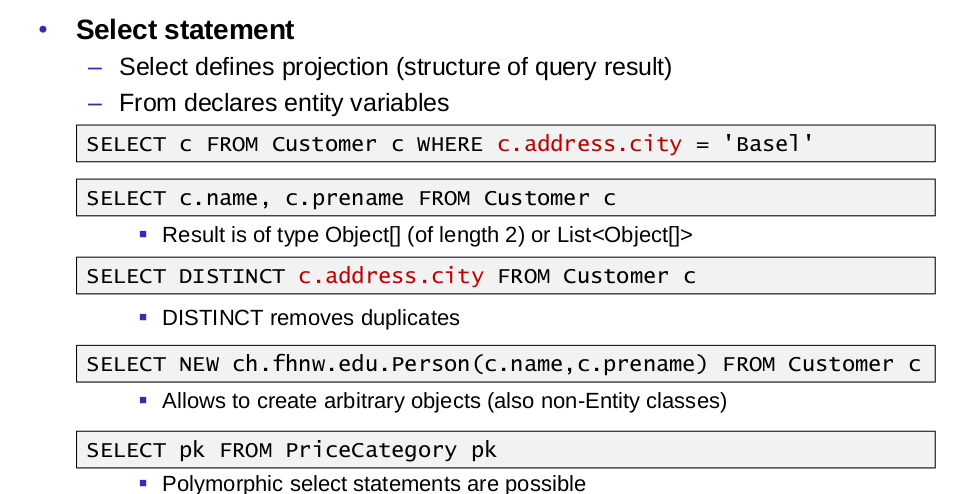 • Select statement
– Select defines projection (structure of query result)
– From declares entity variables
SELECT c FROM Customer c WHERE c.address.city = 'Basel'
SELECT c.name, c.prename FROM Customer c
▪ Result is of type Object[] (of length 2) or List<Object[]>
SELECT DISTINCT c.address.city FROM Customer c
▪ DISTINCT removes duplicates
SELECT NEW ch.fhnw.edu.Person(c.name,c.prename) FROM Customer c
▪ Allows to create arbitrary objects (also non-Entity classes)
SELECT pk FROM PriceCategory pk
▪ Polymorphic select statements are possible